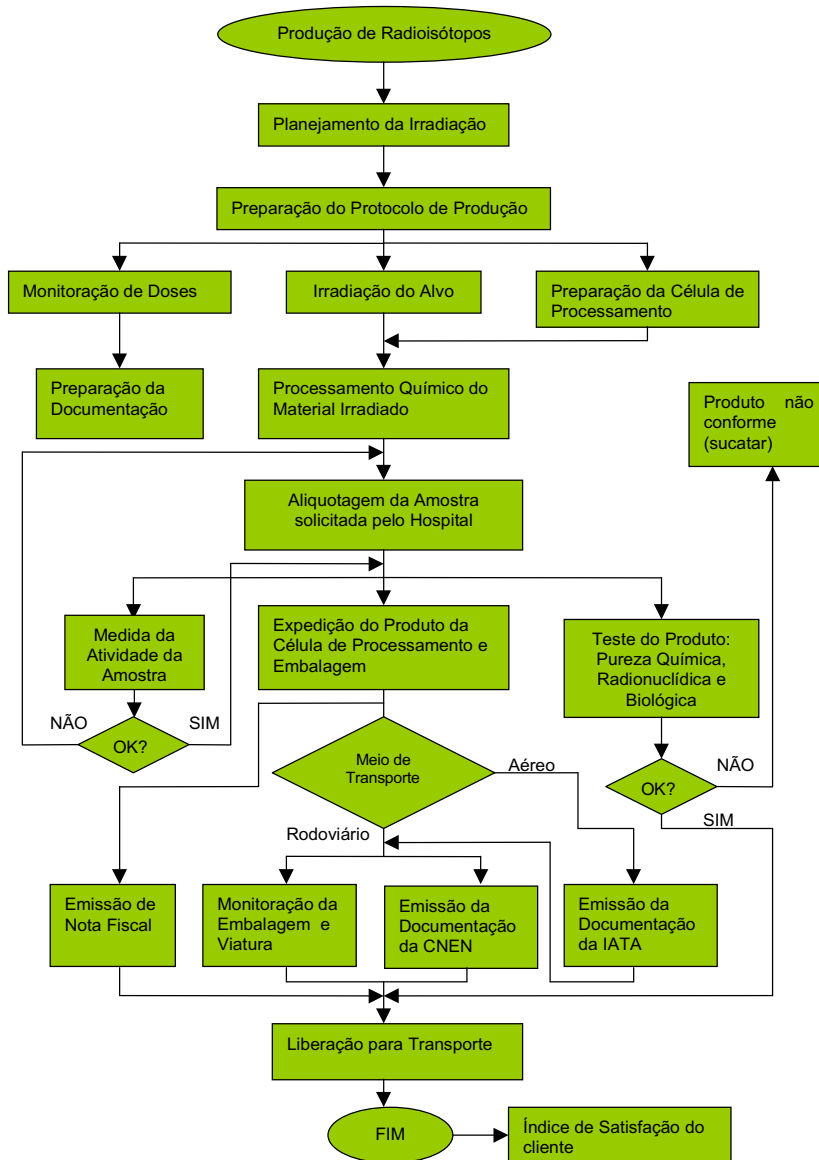 Produção de Radioisótopos
Planejamento da Irradiação
Preparação do Protocolo de Produção
Monitoração de Doses
Irradiação do Alvo
Preparação da Célula de
Processamento
Preparação da
Documentação
Processamento Químico do
Material Irradiado
Produto não
conforme
(sucatar)
Aliquotagem da Amostra
solicitada pelo Hospital
Medida da
Atividade da
Amostra
Expedição do Produto da
Célula de Processamento e
Embalagem
Teste do Produto:
Pureza Química,
Radionuclídica e
Biológica
NÃO
SIM
OK?
Meio de
Transporte
Aéreo
NÃO
OK?
SIM
Rodoviário
Emissão de
Nota Fiscal
Monitoração da
Embalagem e
Viatura
Emissão da
Documentação
da CNEN
Emissão da
Documentação
da IATA
Liberação para Transporte
FIM
Índice de Satisfação do
cliente